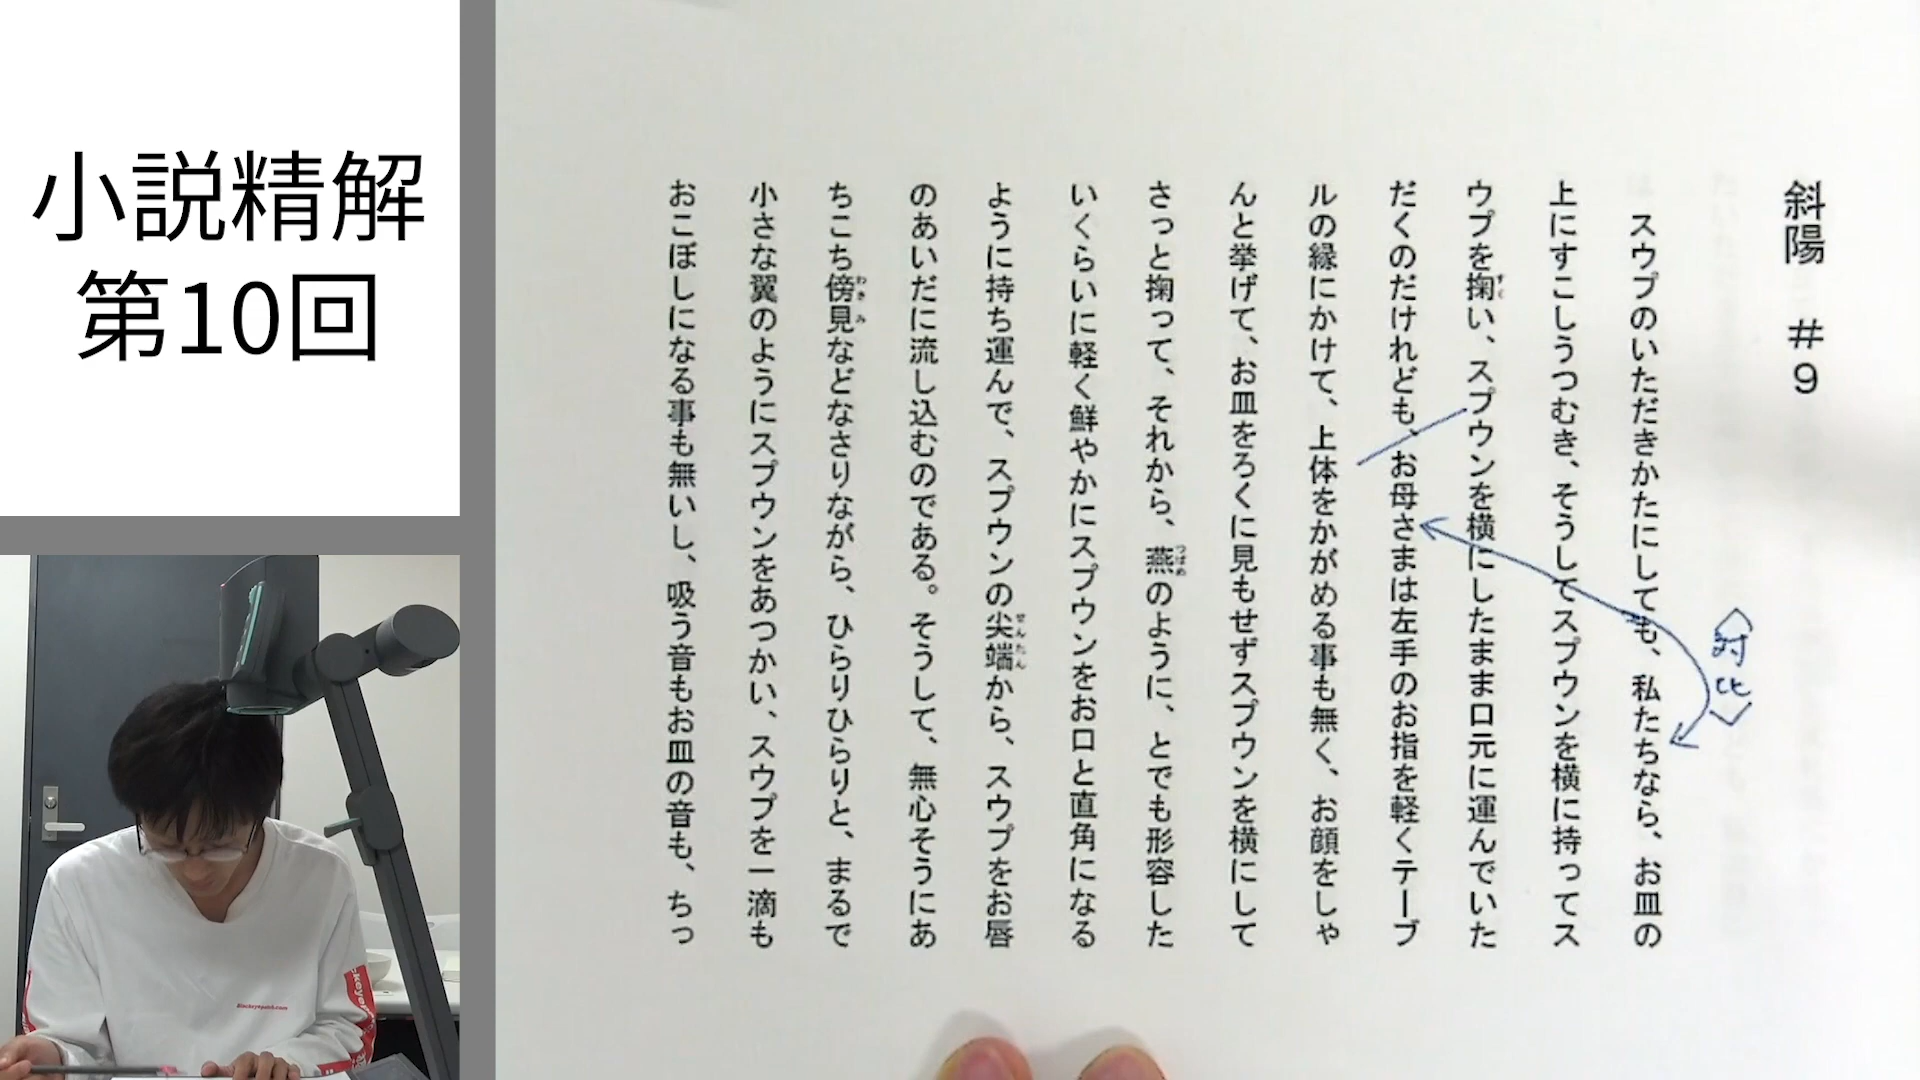 小説精解
第10回
斜陽　＃9
スウプのいただきかたにしても、私たちなら、お皿の
上にすこしうつむき、そうしてスプウンを横に持ってス
ウプを掬い、スプウンを横にしたまま口元に運んでいた
だくのだけれども、お母さまは左手のお指を軽くテーブ
ルの縁にかけて、上体をかがめる事も無く、お顔をしゃ
んと挙げて、お皿をろくに見もせずスプウンを横にして
さっと掬って、それから、燕のように、とでも形容した
いくらいに軽く鮮やかにスプウンをお口と直角になる
ように持ち運んで、スプウンの尖端から、スウプをお唇
のあいだに流し込むのである。そうして、無心そうにあ
ちこち傍見などなさりながら、ひらりひらりと、まるで
小さな翼のようにスプウンをあつかい、スウプを一滴も
おこぼしになる事も無いし、吸う音もお皿の音も、ちっ
すく
つばめ
せんたん
わきみ
〈対比〉